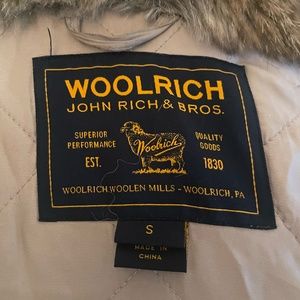 WOOLRICH
JOHN RICH & BROS.
SUPERIOR PERFORMANCE
QUALITY GOODS
Woolrich
EST.
1830
WOOLRICH WOOLEN MILLS - WOOLRICH, PA
S
MADE IN
CHINA